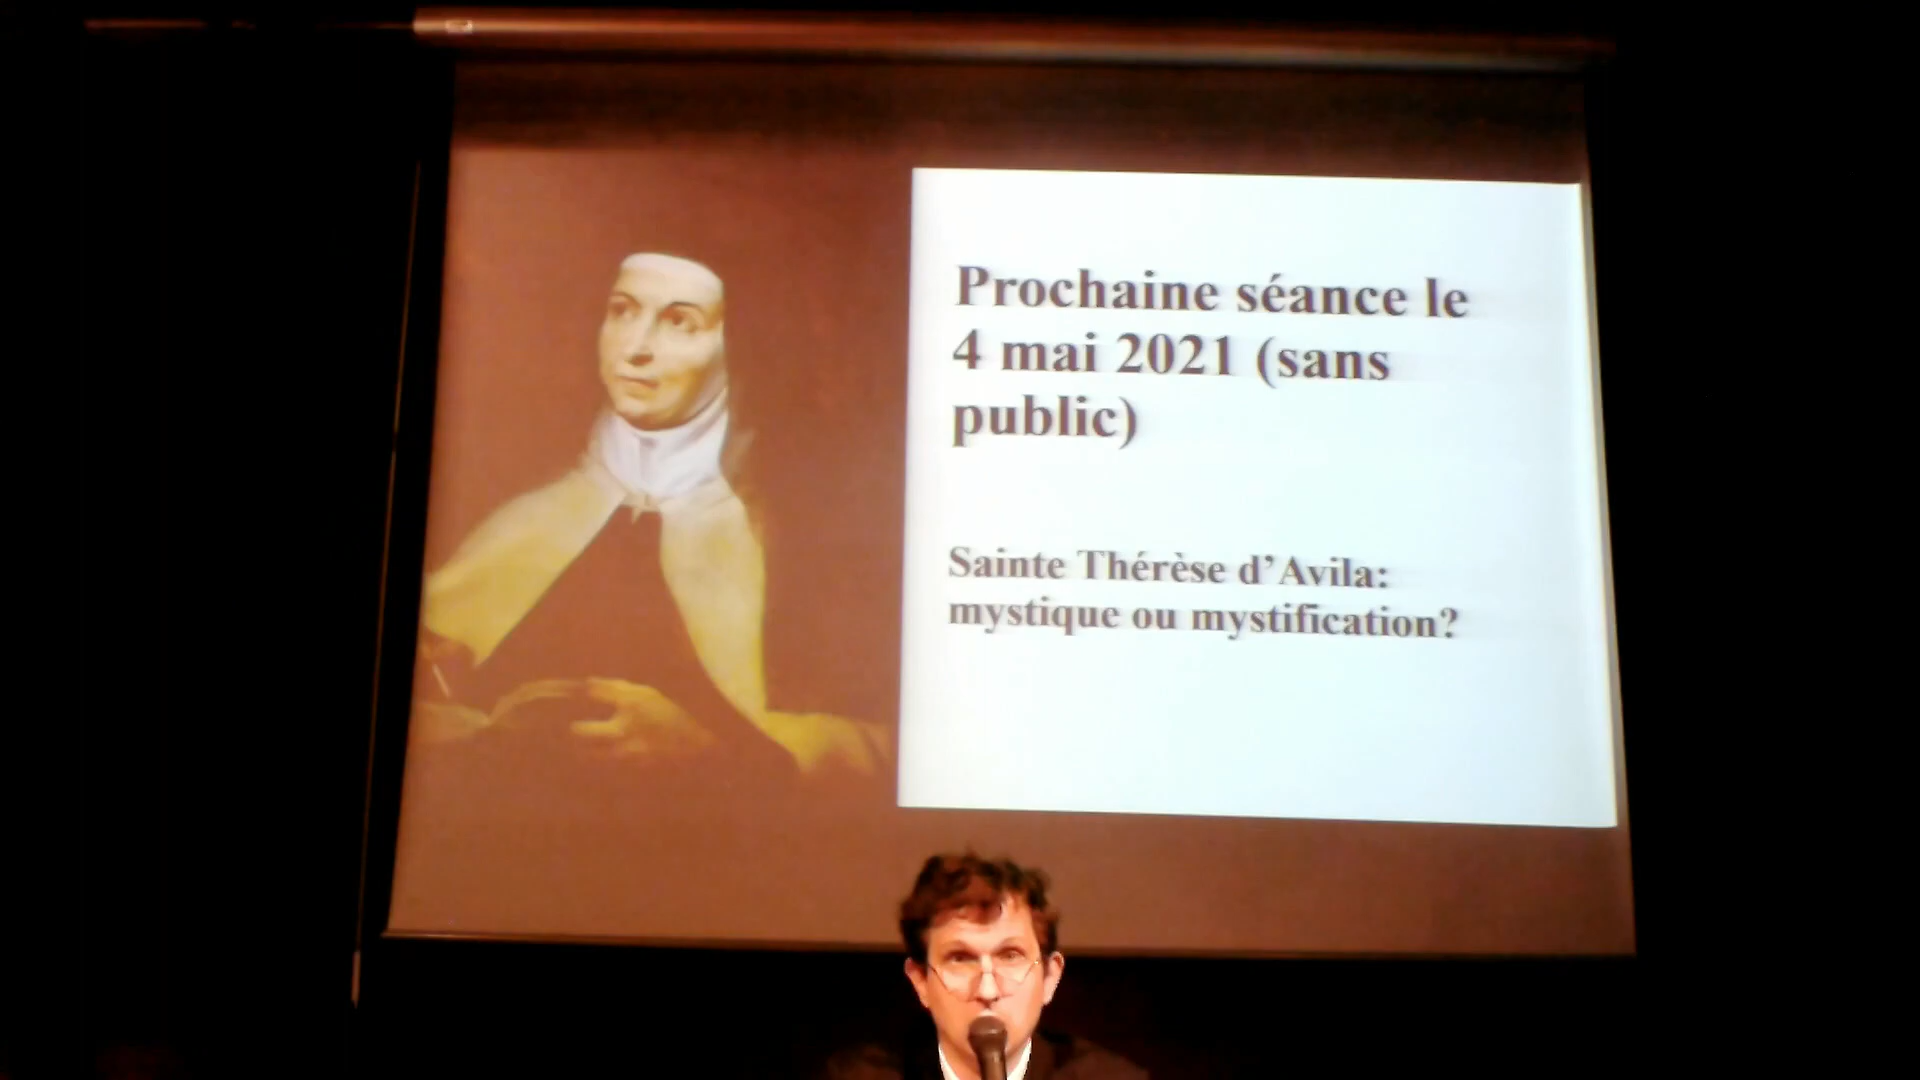 Prochaine séance le
4 mai 2021 (sans
public)
Sainte Thérèse d’Avila:
mystique ou mystification?